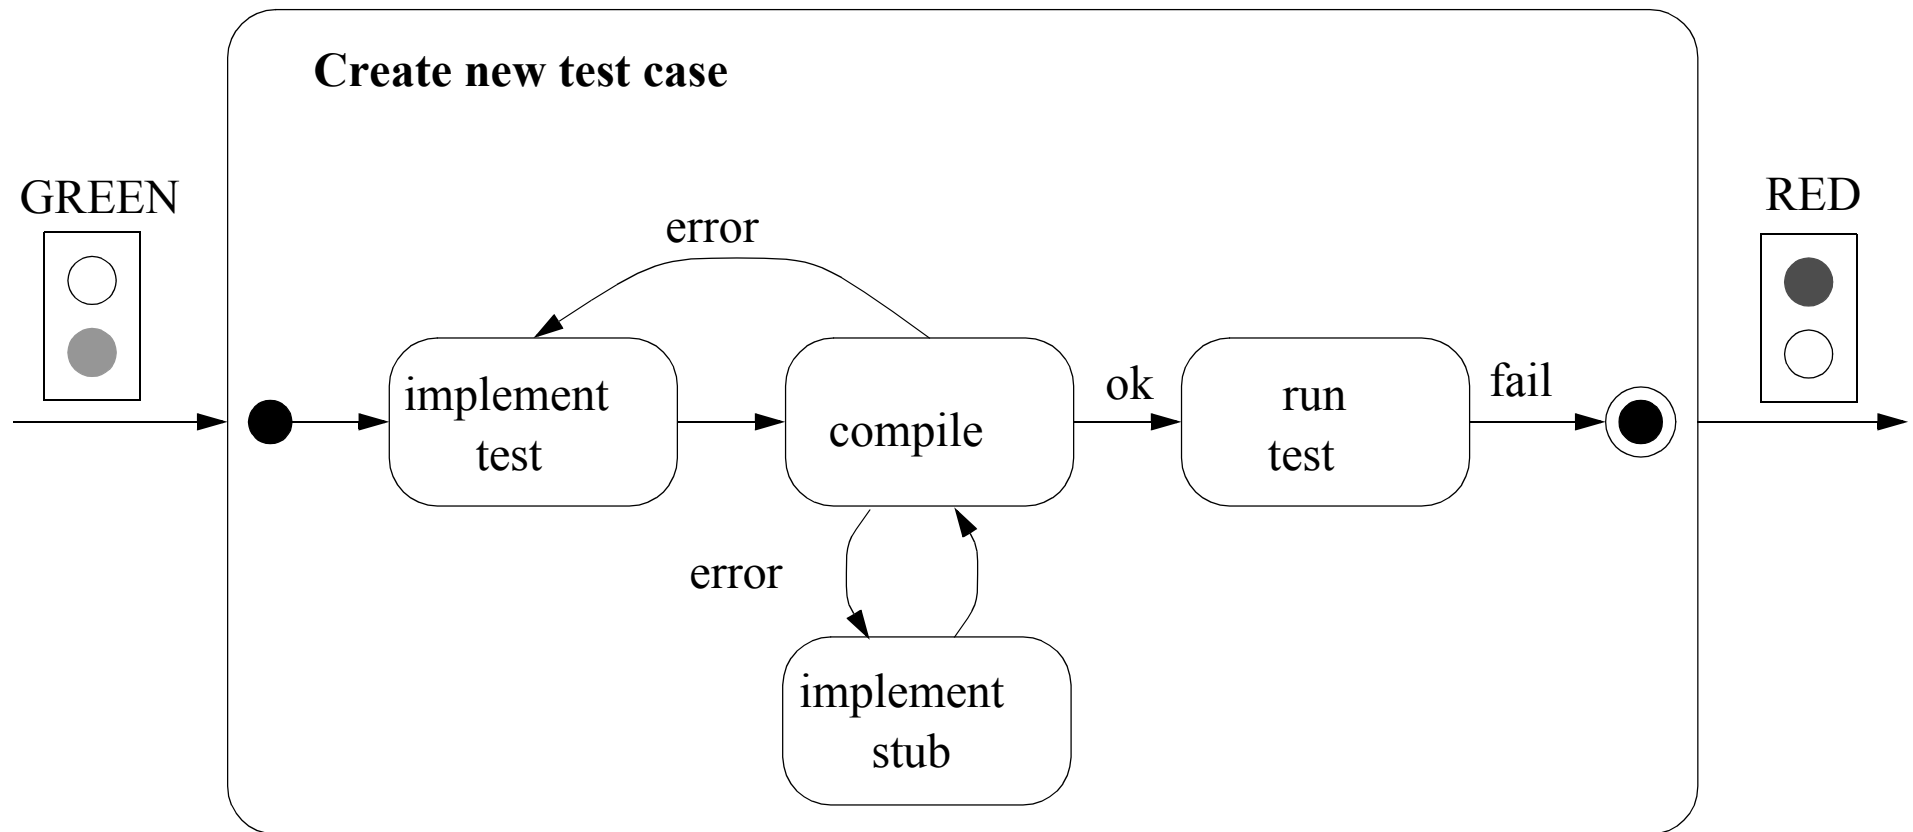 Create new test case
GREEN
RED
error
implement
test
compile
ok
run
test
fail
error
implement
stub